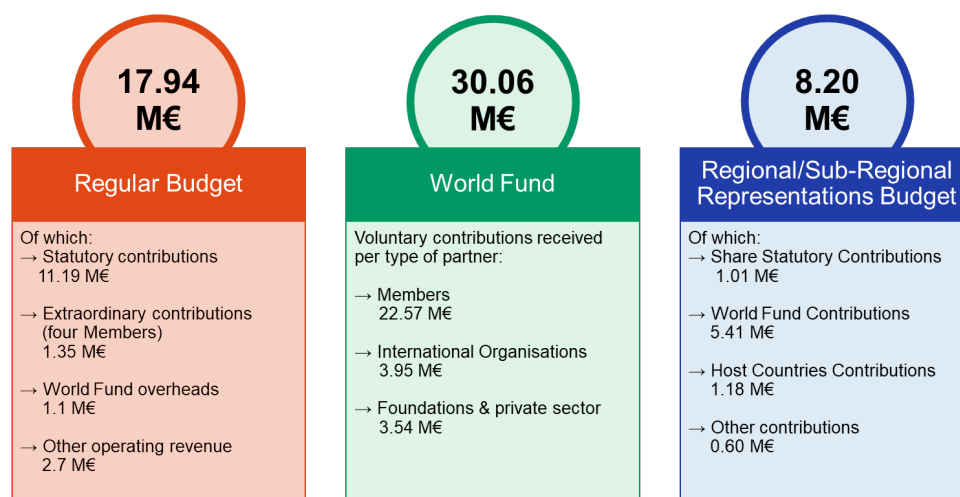 17.94
M€
Regular Budget
Of which:
→ Statutory contributions
11.19 M€
→ Extraordinary contributions
(four Members)
1.35 M€
→ World Fund overheads
1.1 M€
→ Other operating revenue
2.7 M€
30.06
M€
World Fund
Voluntary contributions received
per type of partner:
→ Members
22.57 M€
→ International Organisations
3.95 M€
→ Foundations & private sector
3.54 M€
8.20
M€
Regional/Sub-Regional
Representations Budget
Of which:
→ Share Statutory Contributions
1.01 M€
→ World Fund Contributions
5.41 M€
→ Host Countries Contributions
1.18 M€
→ Other contributions
0.60 M€